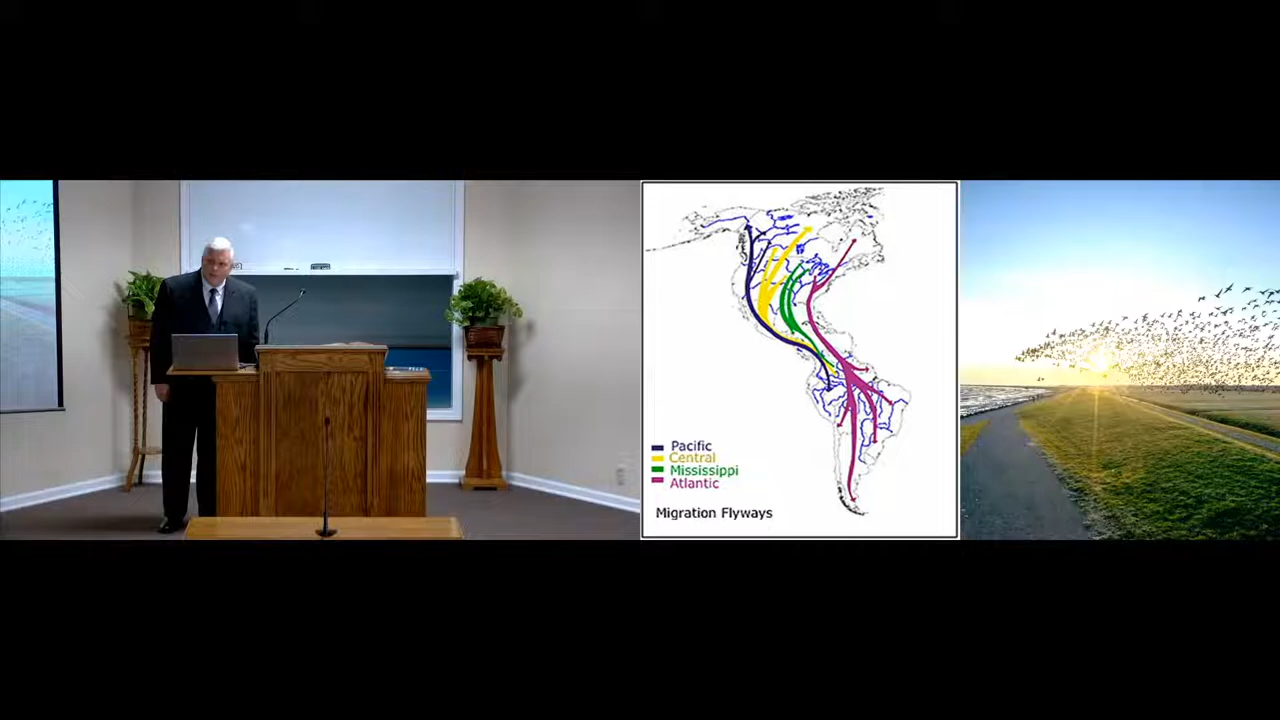 Pacific
Central
Mississippi
Atlantic
Migration Flyways